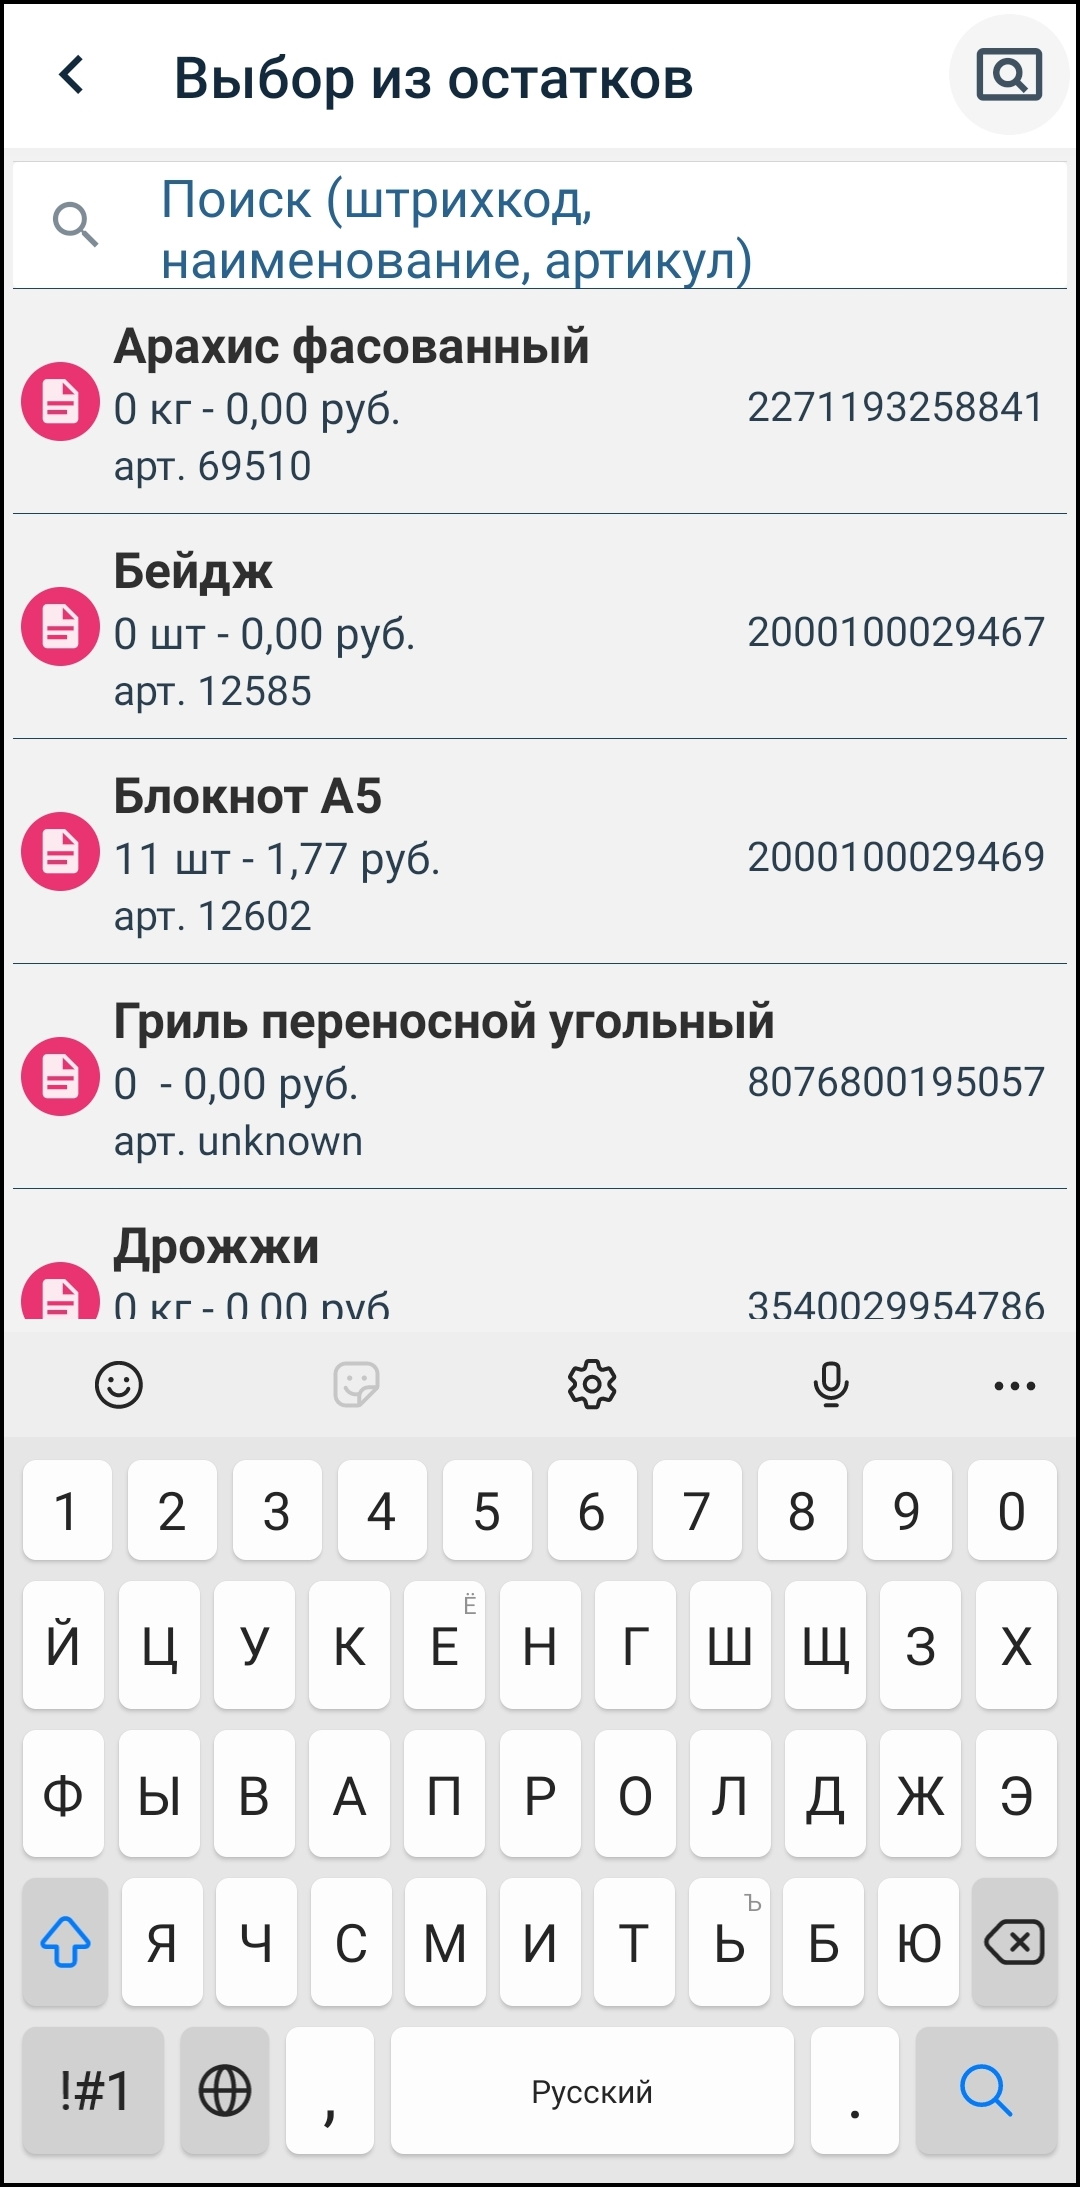 Выбор из остатков
Поиск (штрихкод,
наименование, артикул)
Арахис фасованный
0 кг - 0,00 руб.
2271193258841
арт. 69510
Бейдж
0 шт - 0,00 руб.
2000100029467
арт. 12585
Блокнот А5
11 шт - 1,77 руб.
2000100029469
арт. 12602
Гриль переносной угольный
0 - 0,00 руб.
8076800195057
арт. unknown
Дрожжи
0 кг - 0,00 руб.
3540029954786
1 2 3 4 5 6 7 8 9 0
Й Ц У К Е Ё Н Г Ш Щ З Х
Ф Ы В А П Р О Л Д Ж Э
Я Ч С М И Т Ь Ъ Б Ю
!#1 , Русский .